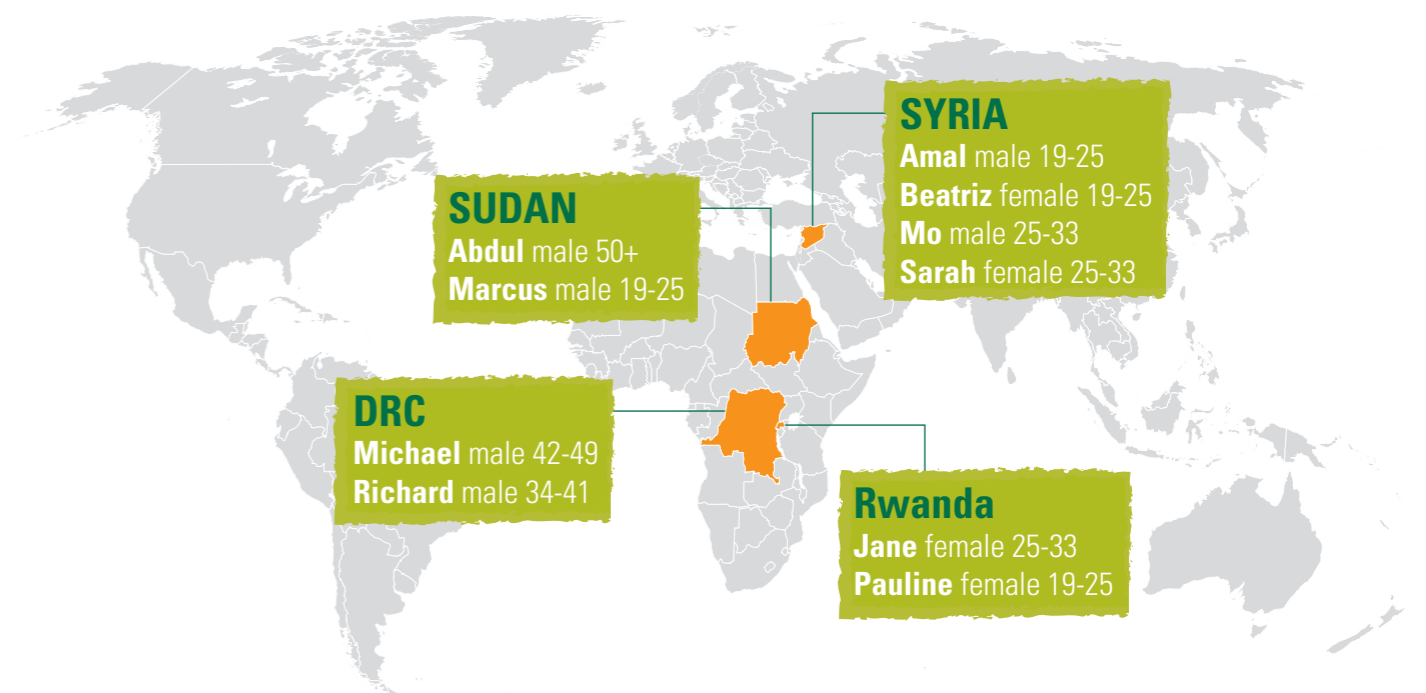 SYRIA
Amal male 19-25
Beatriz female 19-25
Mo male 25-33
Sarah female 25-33
SUDAN
Abdul male 50+
Marcus male 19-25
DRC
Michael male 42-49
Richard male 34-41
Rwanda
Jane female 25-33
Pauline female 19-25